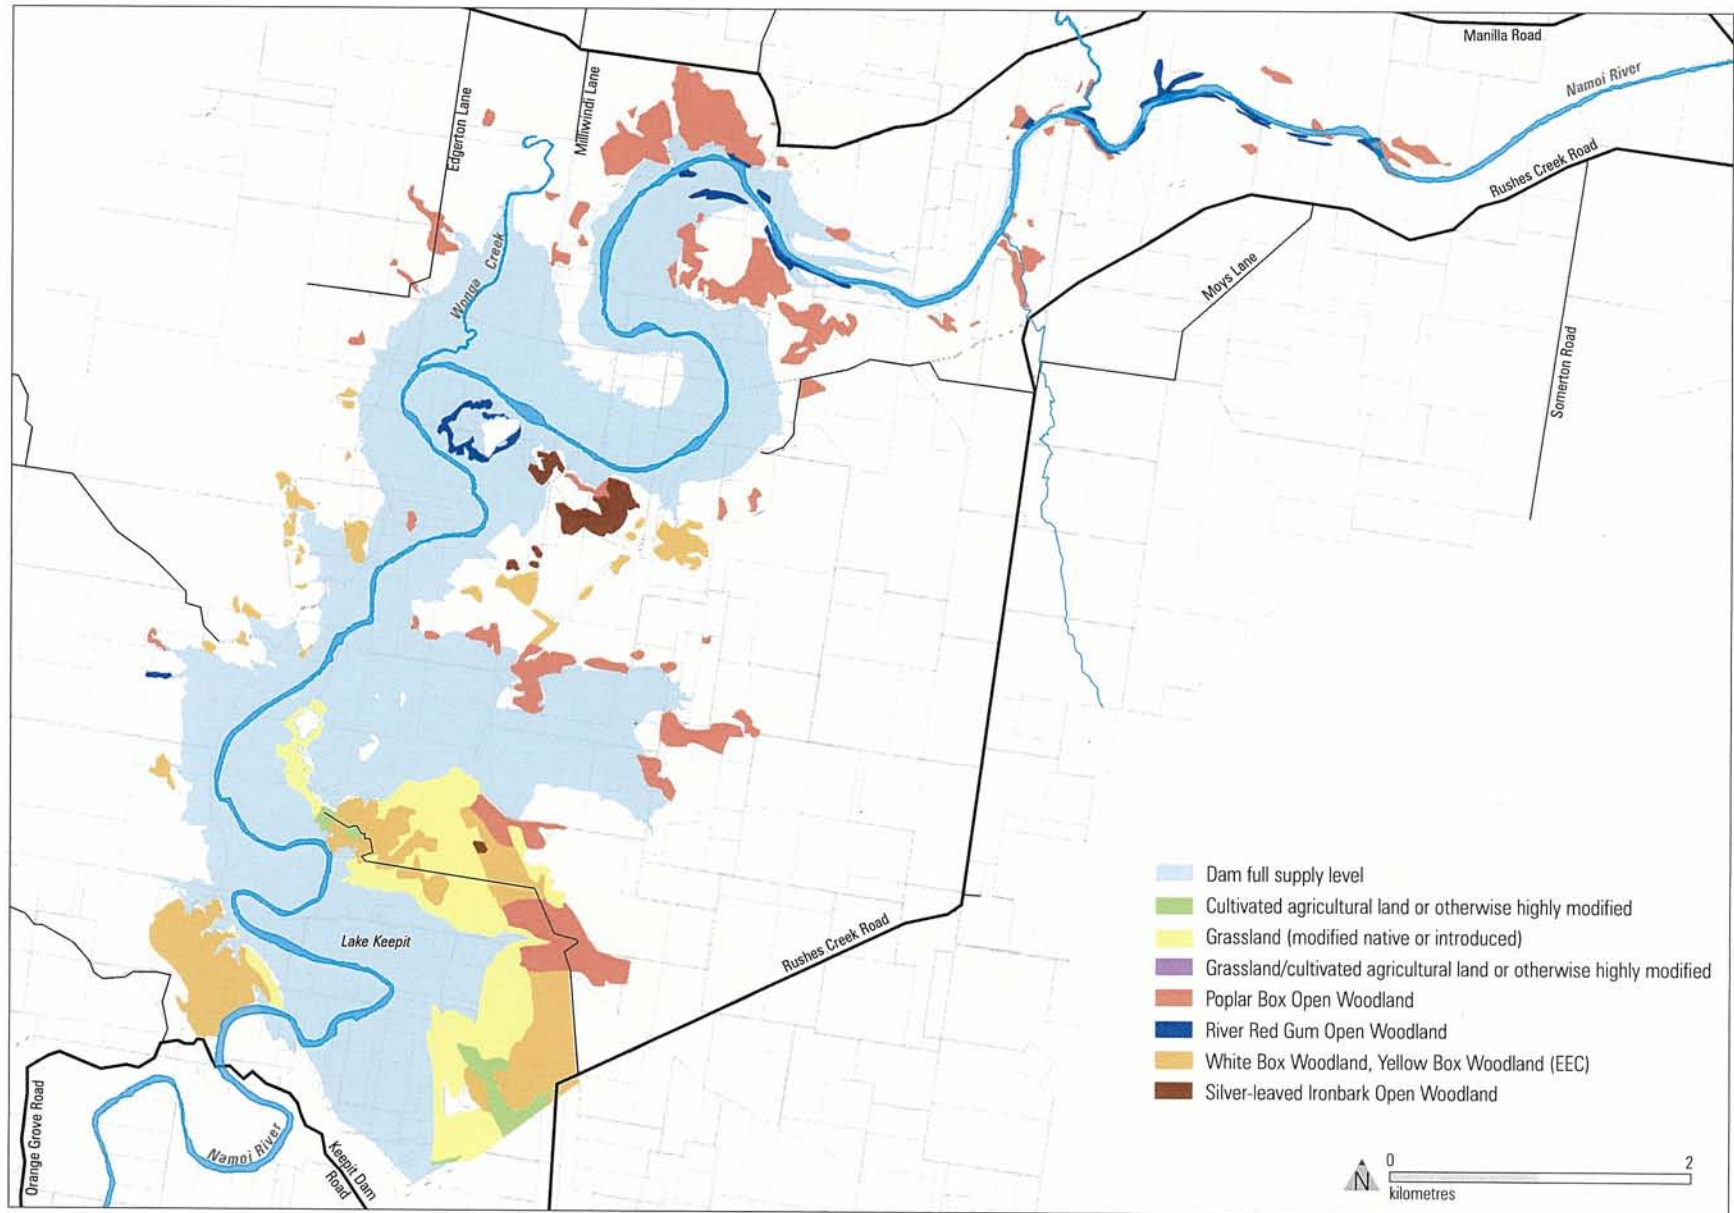 Manilla Road
Namoi River
Rushes Creek Road
Edgerton Lane
Milliwindi Lane
Wonga Creek
Moys Lane
Somerton Road
Lake Keepit
Rushes Creek Road
Orange Grove Road
Namoi River
Keepit Dam
Road
Dam full supply level
Cultivated agricultural land or otherwise highly modified
Grassland (modified native or introduced)
Grassland/cultivated agricultural land or otherwise highly modified
Poplar Box Open Woodland
River Red Gum Open Woodland
White Box Woodland, Yellow Box Woodland (EEC)
Silver-leaved Ironbark Open Woodland
N
0 2
kilometres